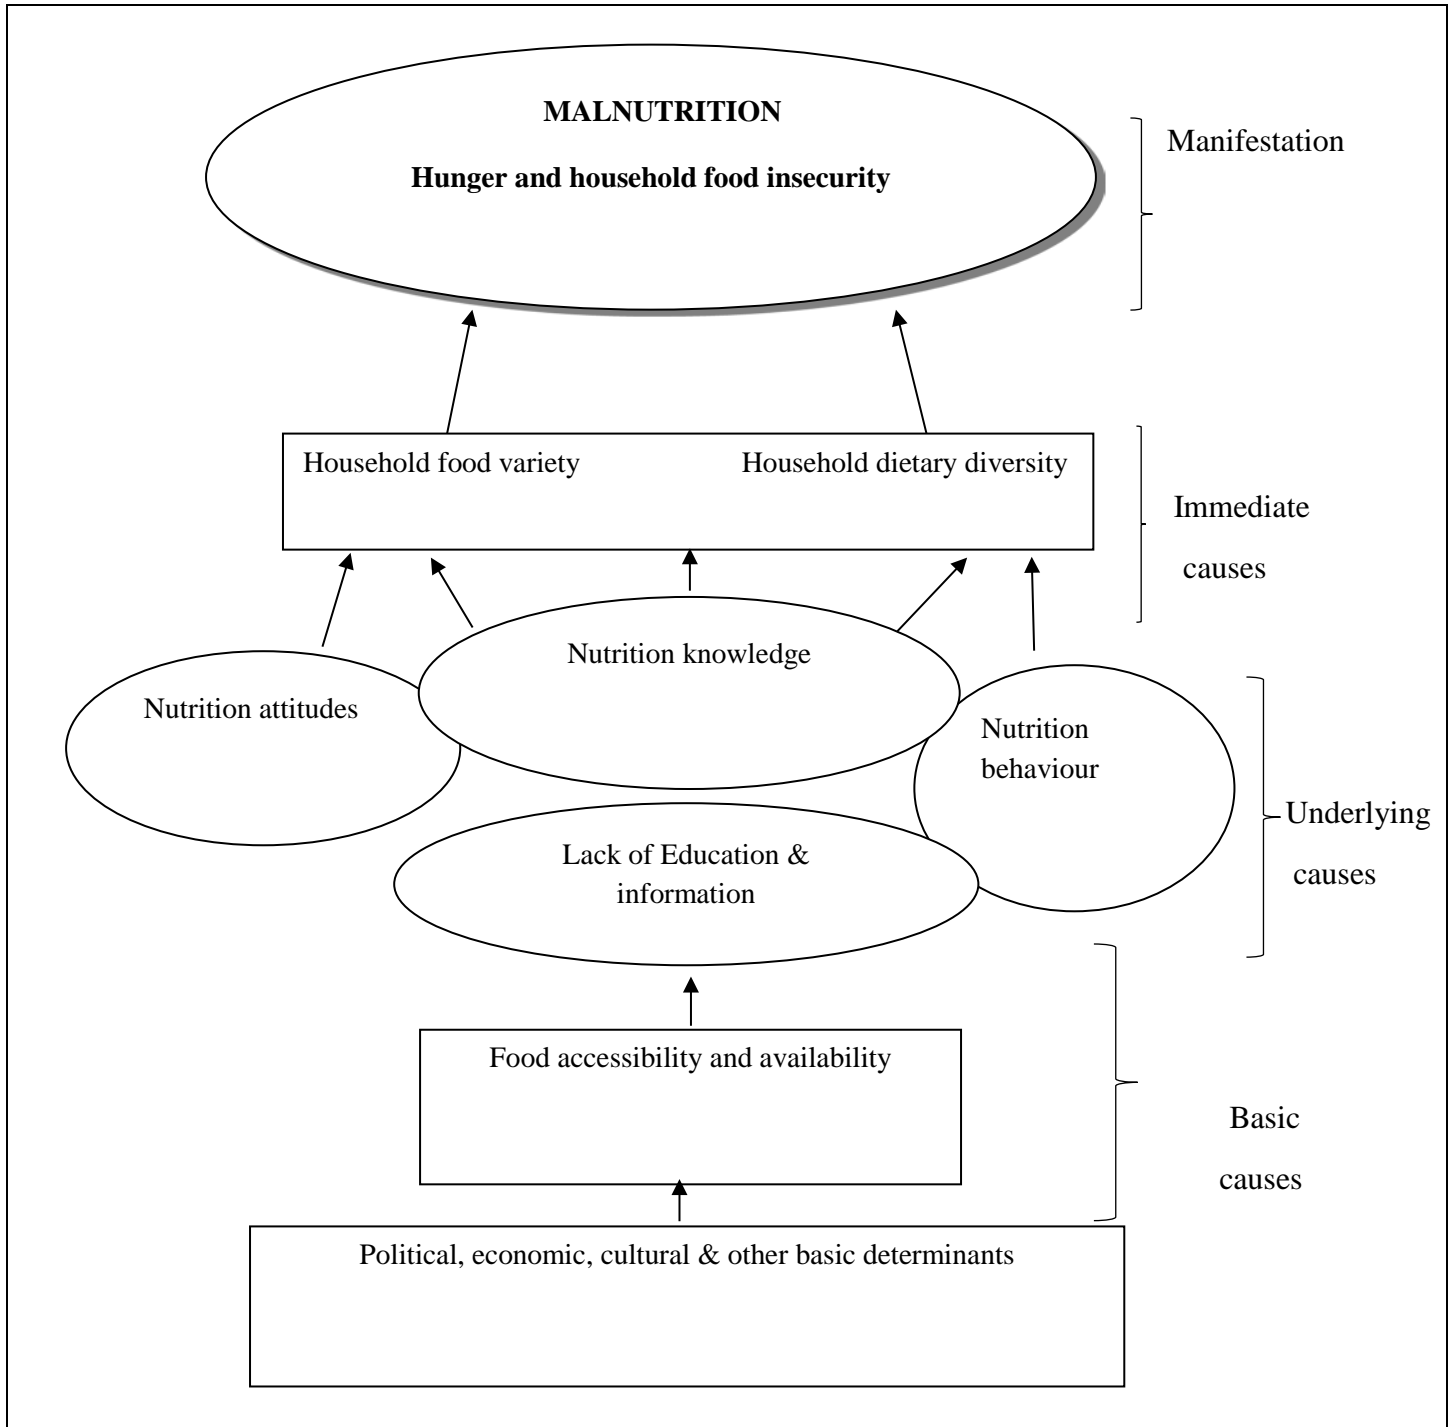 MALNUTRITION
Hunger and household food insecurity
Manifestation
Household food variety
Household dietary diversity
Immediate
causes
Nutrition knowledge
Nutrition attitudes
Nutrition
behaviour
Underlying
causes
Lack of Education &
information
Food accessibility and availability
Basic
causes
Political, economic, cultural & other basic determinants